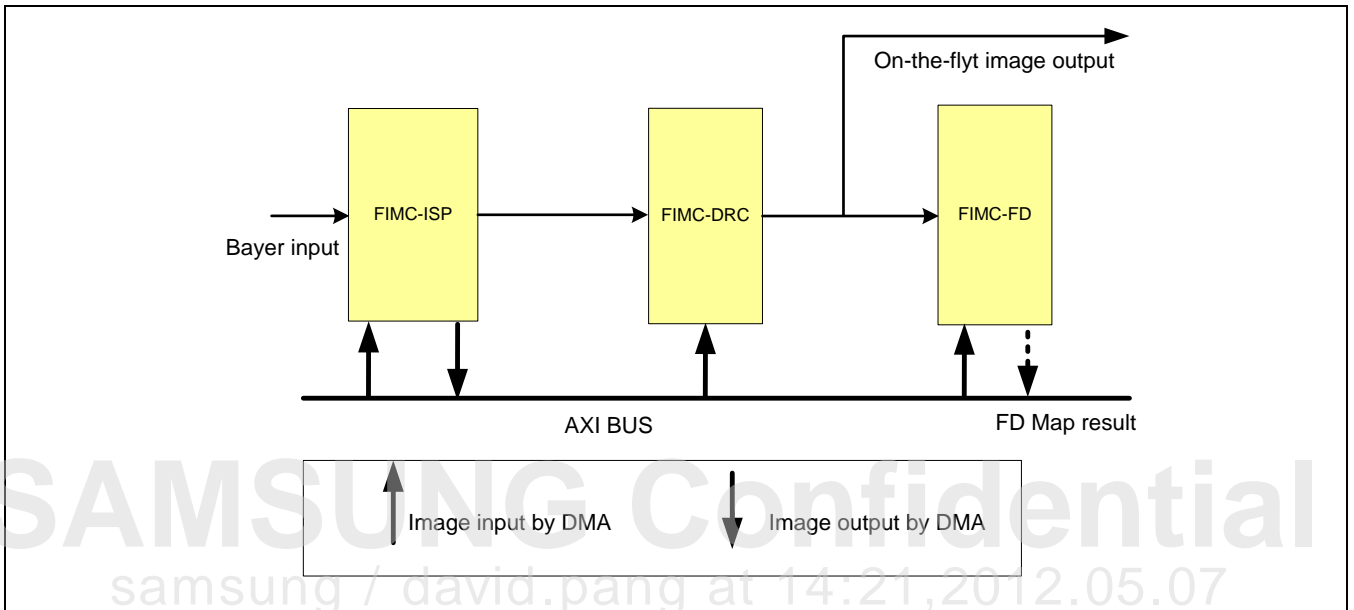 On-the-flyt image output
FIMC-ISP
FIMC-DRC
FIMC-FD
Bayer input
AXI BUS
FD Map result
SAMSUNG Confidential
Image input by DMA
Image output by DMA
samsung / david.pang at 14:21,2012.05.07